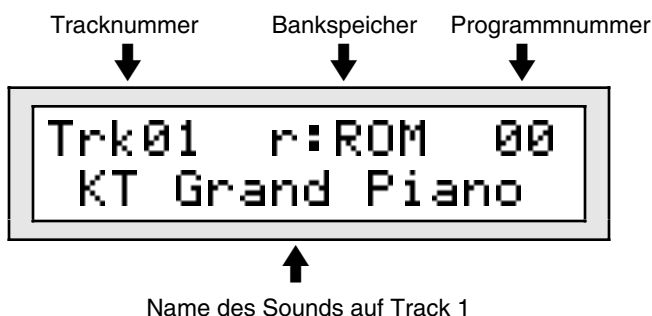 Tracknummer Bankspeicher Programmnummer
Trk01 r:ROM 00
KT Grand Piano
Name des Sounds auf Track 1